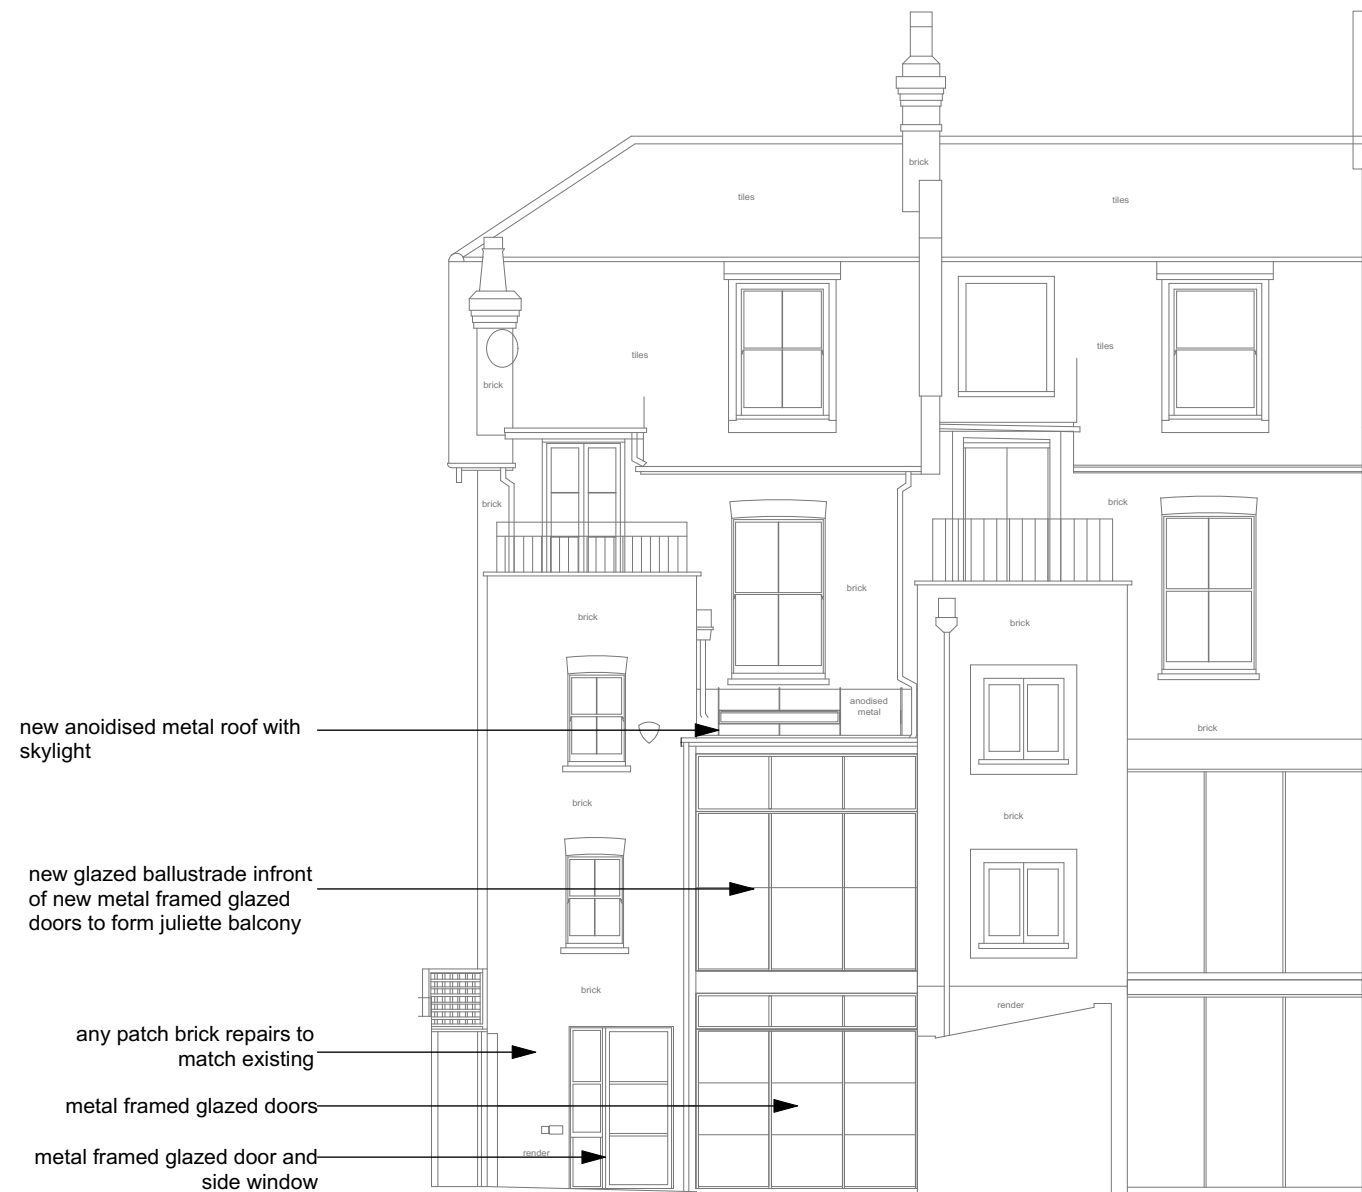 brick
tiles
tiles
tiles
tiles
brick
brick
brick
brick
brick
brick
anodised
metal
new anoidised metal roof with
skylight
brick
brick
brick
new glazed ballustrade infront
of new metal framed glazed
doors to form juliette balcony
brick
render
any patch brick repairs to
match existing
metal framed glazed doors
metal framed glazed door and
side window
render